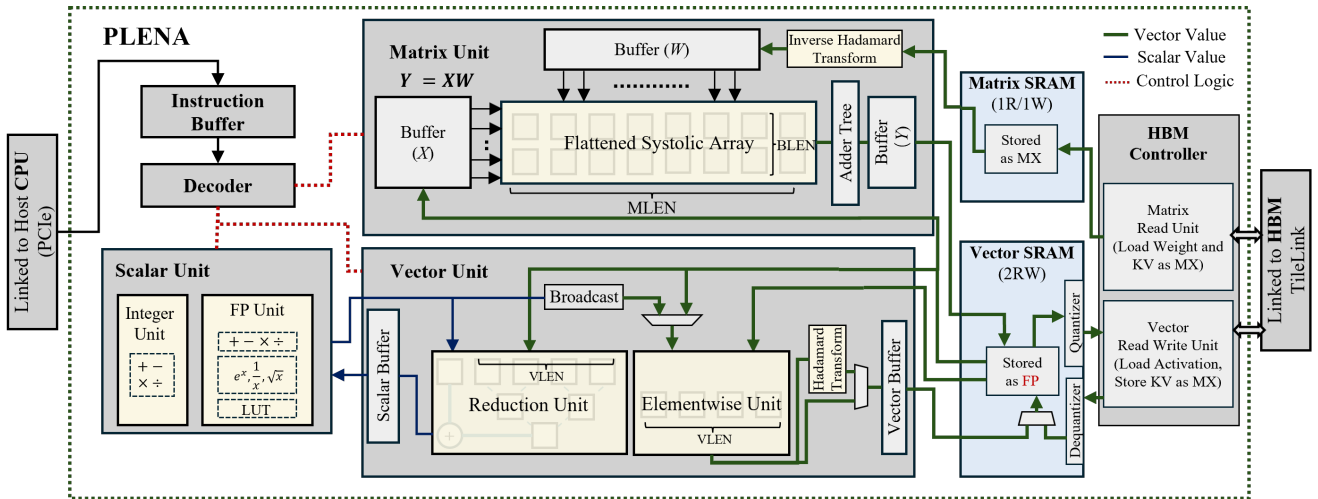 PLENA
Linked to Host CPU
(PCIe)
Instruction
Buffer
Decoder
Scalar Unit
Integer
Unit
+ −
× ÷
FP Unit
+ − × ÷
e^x, 1/x, √x
LUT
Matrix Unit
Y = XW
Buffer
(X)
Buffer (W)
Inverse Hadamard
Transform
Flattened Systolic Array
BLEN
MLEN
Adder Tree
Buffer
(Y)
Vector Unit
Broadcast
Scalar Buffer
VLEN
Reduction Unit
+
Elementwise Unit
VLEN
Hadamard
Transform
Vector Buffer
Matrix SRAM
(1R/1W)
Stored
as MX
Vector SRAM
(2RW)
Quantizer
Stored
as FP
Dequantizer
HBM
Controller
Matrix
Read Unit
(Load Weight and
KV as MX)
Vector
Read Write Unit
(Load Activation,
Store KV as MX)
Linked to HBM
TileLink
Vector Value
Scalar Value
Control Logic